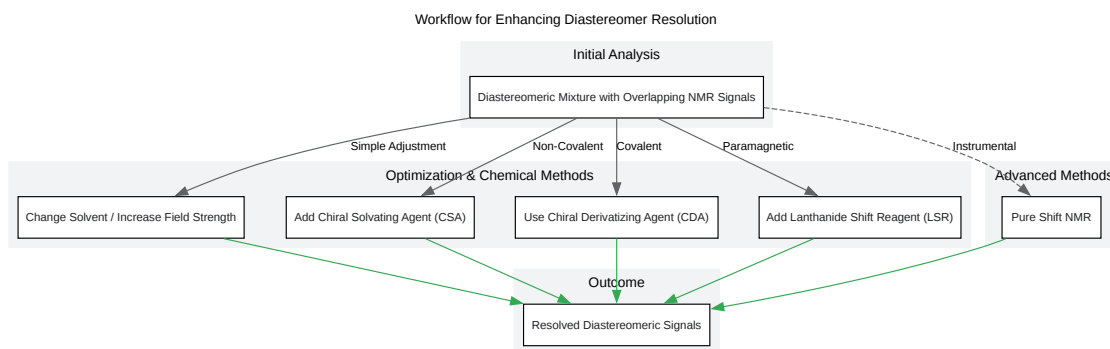 Workflow for Enhancing Diastereomer Resolution
Initial Analysis
Diastereomeric Mixture with Overlapping NMR Signals
Simple Adjustment
Non-Covalent
Covalent
Paramagnetic
Instrumental
Optimization & Chemical Methods
Advanced Methods
Change Solvent / Increase Field Strength
Add Chiral Solvating Agent (CSA)
Use Chiral Derivatizing Agent (CDA)
Add Lanthanide Shift Reagent (LSR)
Pure Shift NMR
Outcome
Resolved Diastereomeric Signals